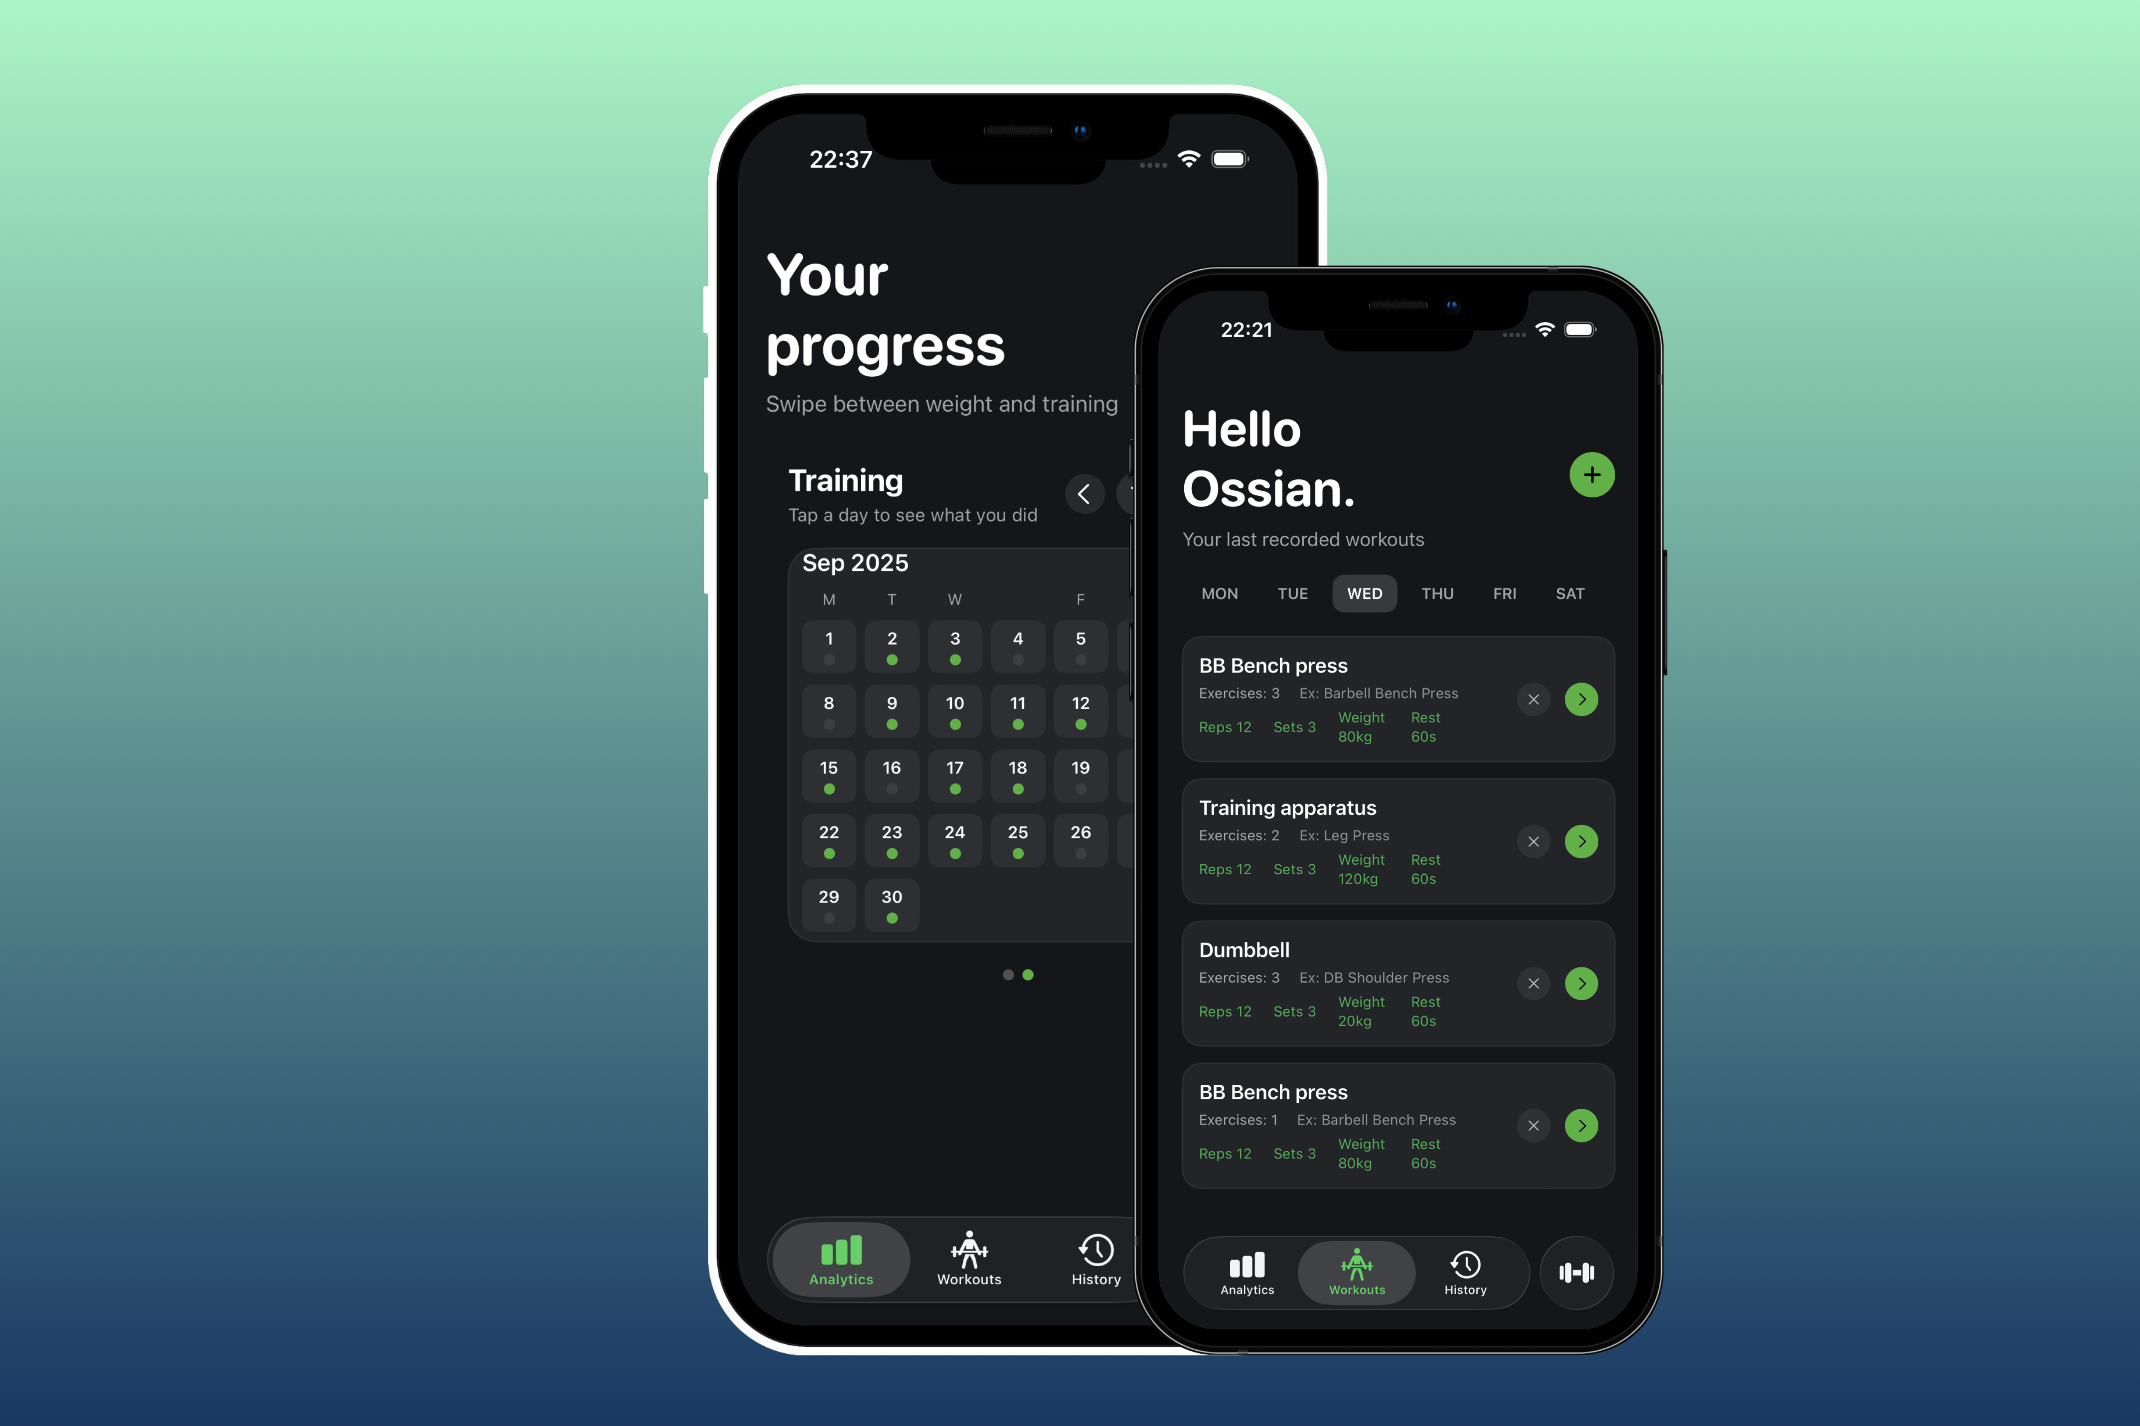 22:37
Your
progress
Swipe between weight and training
Training
Tap a day to see what you did
Sep 2025
M T W F
1 2 3 4 5
8 9 10 11 12
15 16 17 18 19
22 23 24 25 26
29 30
Analytics Workouts History
22:21
Hello
Ossian.
Your last recorded workouts
MON TUE WED THU FRI SAT
BB Bench press
Exercises: 3 Ex: Barbell Bench Press
Reps 12 Sets 3 Weight 80kg Rest 60s
Training apparatus
Exercises: 2 Ex: Leg Press
Reps 12 Sets 3 Weight 120kg Rest 60s
Dumbbell
Exercises: 3 Ex: DB Shoulder Press
Reps 12 Sets 3 Weight 20kg Rest 60s
BB Bench press
Exercises: 1 Ex: Barbell Bench Press
Reps 12 Sets 3 Weight 80kg Rest 60s
Analytics Workouts History